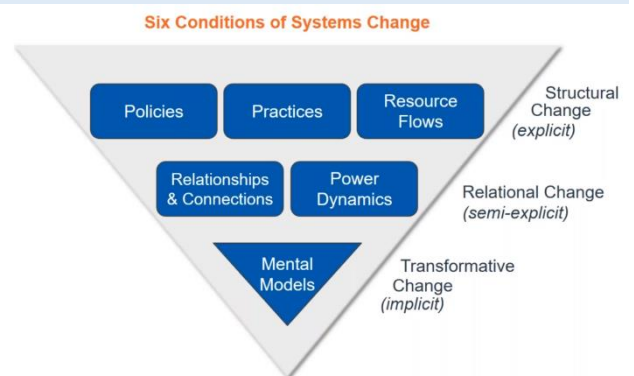 Six Conditions of Systems Change
Policies
Practices
Resource
Flows
Structural
Change
(explicit)
Relationships
& Connections
Power
Dynamics
Relational Change
(semi-explicit)
Mental
Models
Transformative
Change
(implicit)